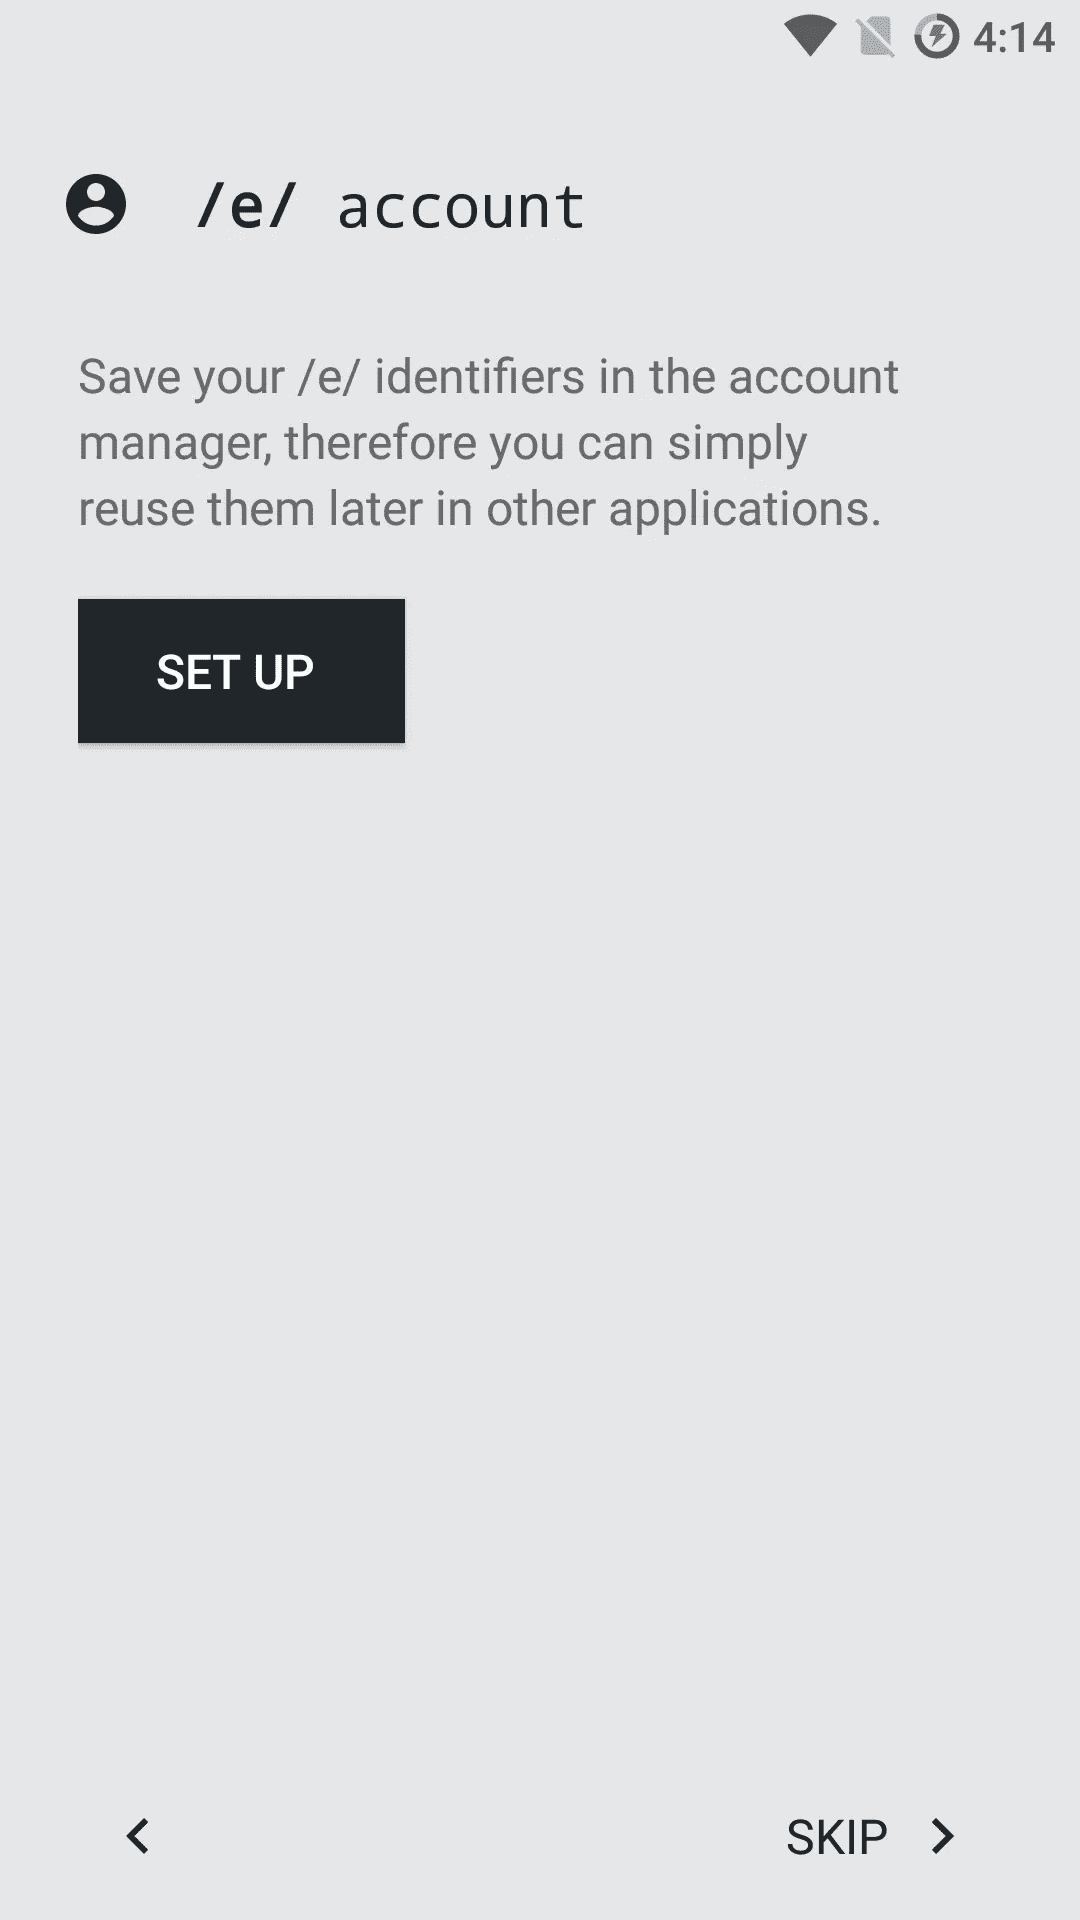 4:14
/e/ account
Save your /e/ identifiers in the account
manager, therefore you can simply
reuse them later in other applications.
SET UP
SKIP